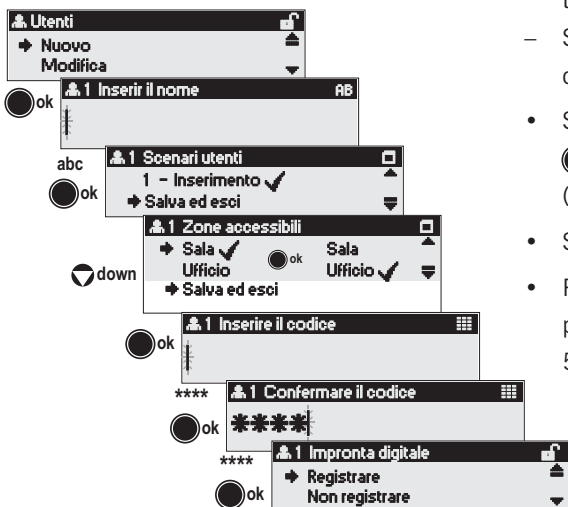 Utenti
Nuovo
Modifica
ok
1 Inserir il nome AB
abc
ok
1 Scenari utenti
1 - Inserimento
Salva ed esci
1 Zone accessibili
Sala ok Sala
Ufficio Ufficio
down
Salva ed esci
1 Inserire il codice
ok
****
1 Confermare il codice
ok ****
****
1 Impronta digitale
ok
Registrare
Non registrare